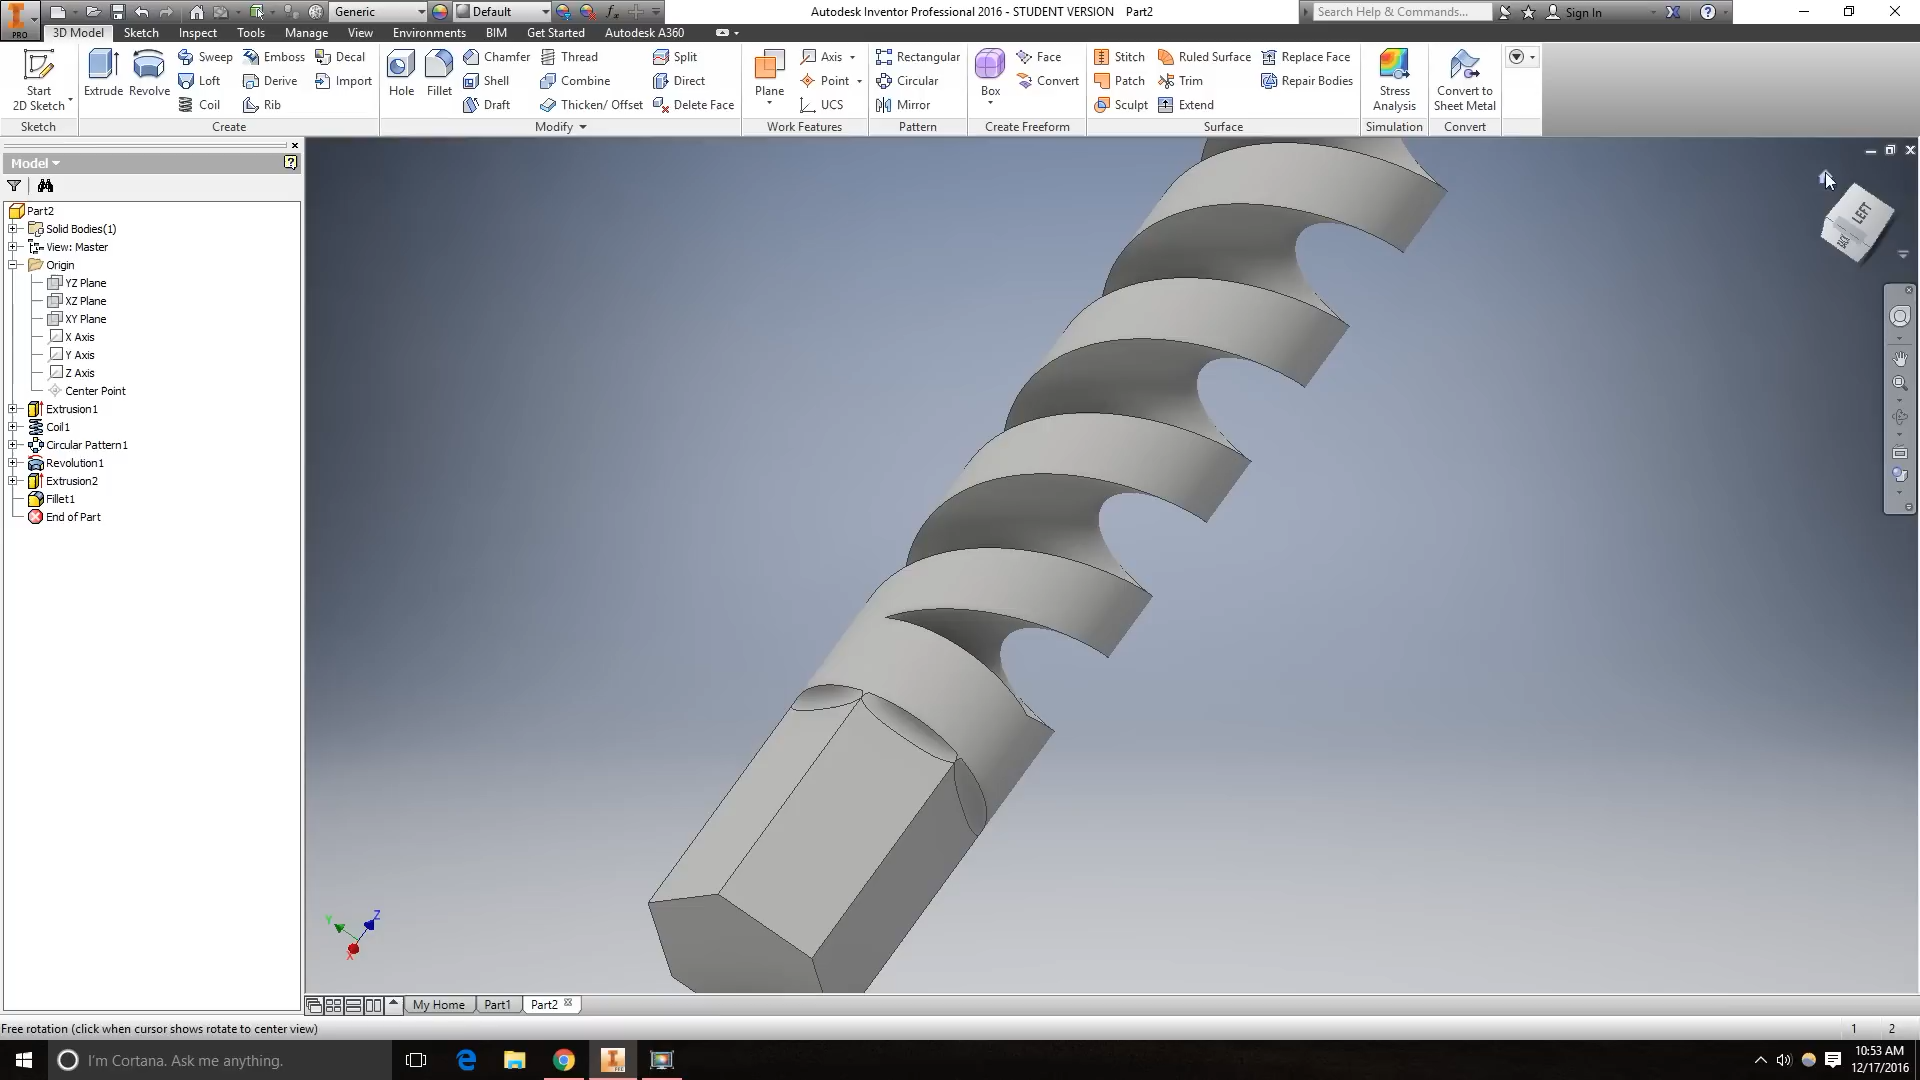 PRO
Generic
Default
Autodesk Inventor Professional 2016 - STUDENT VERSION Part2
Search Help & Commands...
Sign In
3D Model Sketch Inspect Tools Manage View Environments BIM Get Started Autodesk A360
Start
2D Sketch
Extrude
Revolve
Sweep
Loft
Coil
Emboss
Derive
Rib
Decal
Import
Hole
Fillet
Chamfer
Shell
Draft
Thread
Combine
Thicken/ Offset
Split
Direct
Delete Face
Plane
Axis
Point
UCS
Rectangular
Circular
Mirror
Box
Face
Convert
Stitch
Patch
Sculpt
Ruled Surface
Trim
Extend
Replace Face
Repair Bodies
Stress
Analysis
Convert to
Sheet Metal
Sketch Create Modify Work Features Pattern Create Freeform Surface Simulation Convert
Model
Part2
Solid Bodies(1)
View: Master
Origin
YZ Plane
XZ Plane
XY Plane
X Axis
Y Axis
Z Axis
Center Point
Extrusion1
Coil1
Circular Pattern1
Revolution1
Extrusion2
Fillet1
End of Part
LEFT
BACK
Z
Y
X
My Home Part1 Part2
Free rotation (click when cursor shows rotate to center view)
1 2
I'm Cortana. Ask me anything.
PRO
10:53 AM
12/17/2016